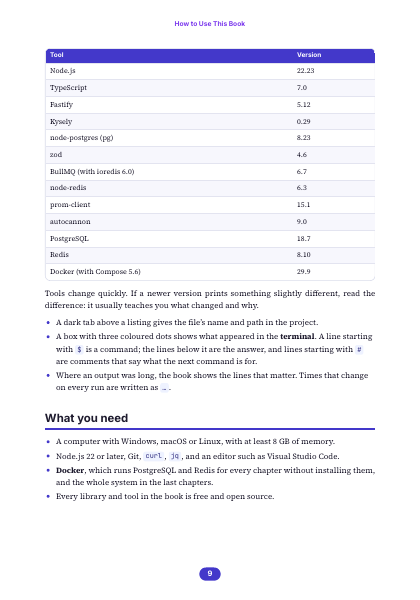 How to Use This Book
Tool Version
Node.js 22.23
TypeScript 7.0
Fastify 5.12
Kysely 0.29
node-postgres (pg) 8.23
zod 4.6
BullMQ (with ioredis 6.0) 6.7
node-redis 6.3
prom-client 15.1
autocannon 9.0
PostgreSQL 18.7
Redis 8.10
Docker (with Compose 5.6) 29.9
Tools change quickly. If a newer version prints something slightly different, read the
difference: it usually teaches you what changed and why.
• A dark tab above a listing gives the file's name and path in the project.
• A box with three coloured dots shows what appeared in the terminal. A line starting
with $ is a command; the lines below it are the answer, and lines starting with #
are comments that say what the next command is for.
• Where an output was long, the book shows the lines that matter. Times that change
on every run are written as … .
What you need
• A computer with Windows, macOS or Linux, with at least 8 GB of memory.
• Node.js 22 or later, Git, curl , jq , and an editor such as Visual Studio Code.
• Docker, which runs PostgreSQL and Redis for every chapter without installing them,
and the whole system in the last chapters.
• Every library and tool in the book is free and open source.
9